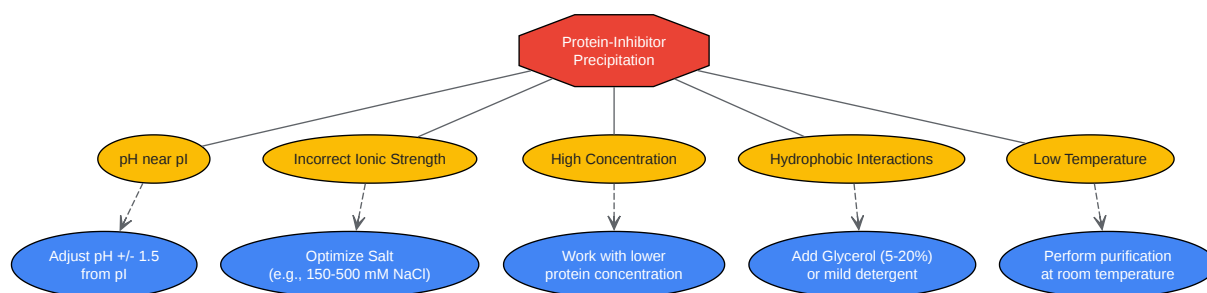 Protein-Inhibitor
Precipitation
pH near pI
Incorrect Ionic Strength
High Concentration
Hydrophobic Interactions
Low Temperature
Adjust pH +/- 1.5
from pI
Optimize Salt
(e.g., 150-500 mM NaCl)
Work with lower
protein concentration
Add Glycerol (5-20%)
or mild detergent
Perform purification
at room temperature